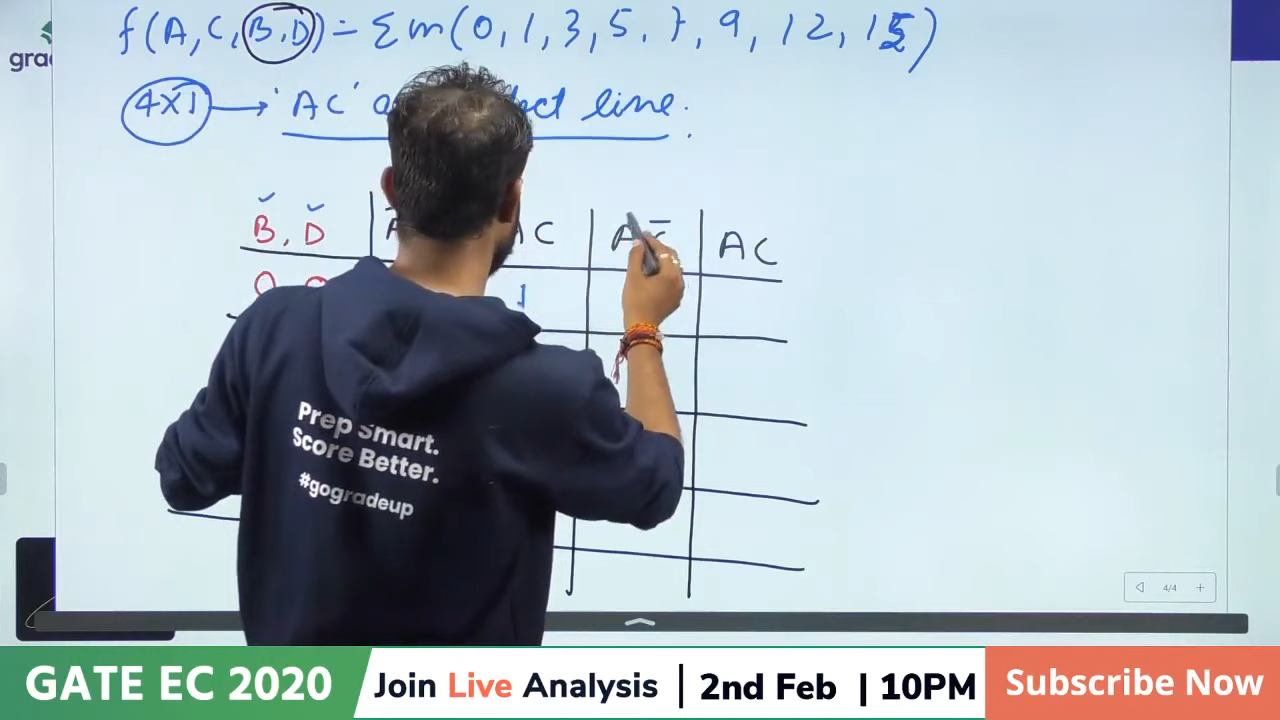 f(A, C, B, D) = Σm(0, 1, 3, 5, 7, 9, 12, 15)
grad
4x1 → 'AC' line.
B, D C A C̅ AC
1
Prep Smart.
Score Better.
#gogradeup
4/4
GATE EC 2020 Join Live Analysis | 2nd Feb | 10PM Subscribe Now